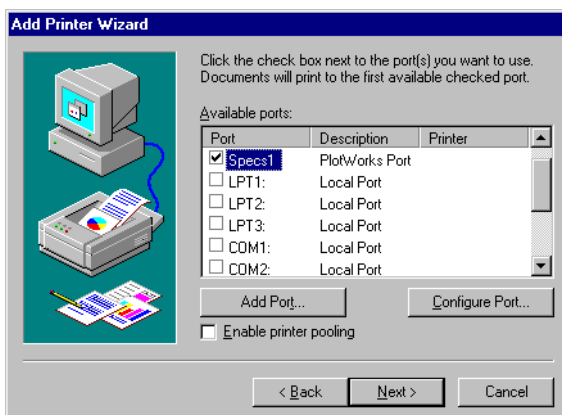 Add Printer Wizard
Click the check box next to the port(s) you want to use.
Documents will print to the first available checked port.
Available ports:
Port Description Printer
Specs1 PlotWorks Port
LPT1: Local Port
LPT2: Local Port
LPT3: Local Port
COM1: Local Port
COM2: Local Port
Add Port... Configure Port...
Enable printer pooling
< Back Next > Cancel